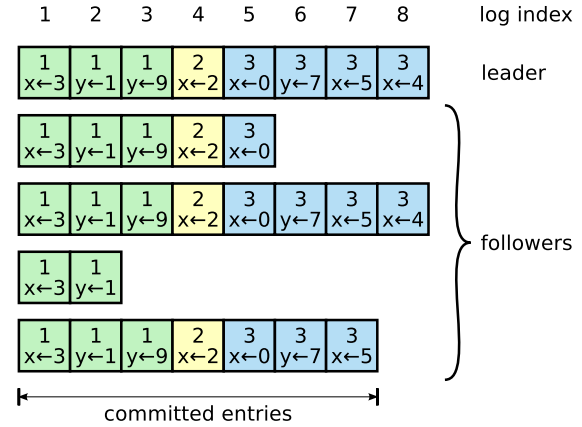 1 2 3 4 5 6 7 8 log index
1 1 1 2 3 3 3 3
x←3 y←1 y←9 x←2 x←0 y←7 x←5 x←4
leader
1 1 1 2 3
x←3 y←1 y←9 x←2 x←0
1 1 1 2 3 3 3 3
x←3 y←1 y←9 x←2 x←0 y←7 x←5 x←4
followers
1 1
x←3 y←1
1 1 1 2 3 3 3
x←3 y←1 y←9 x←2 x←0 y←7 x←5
committed entries